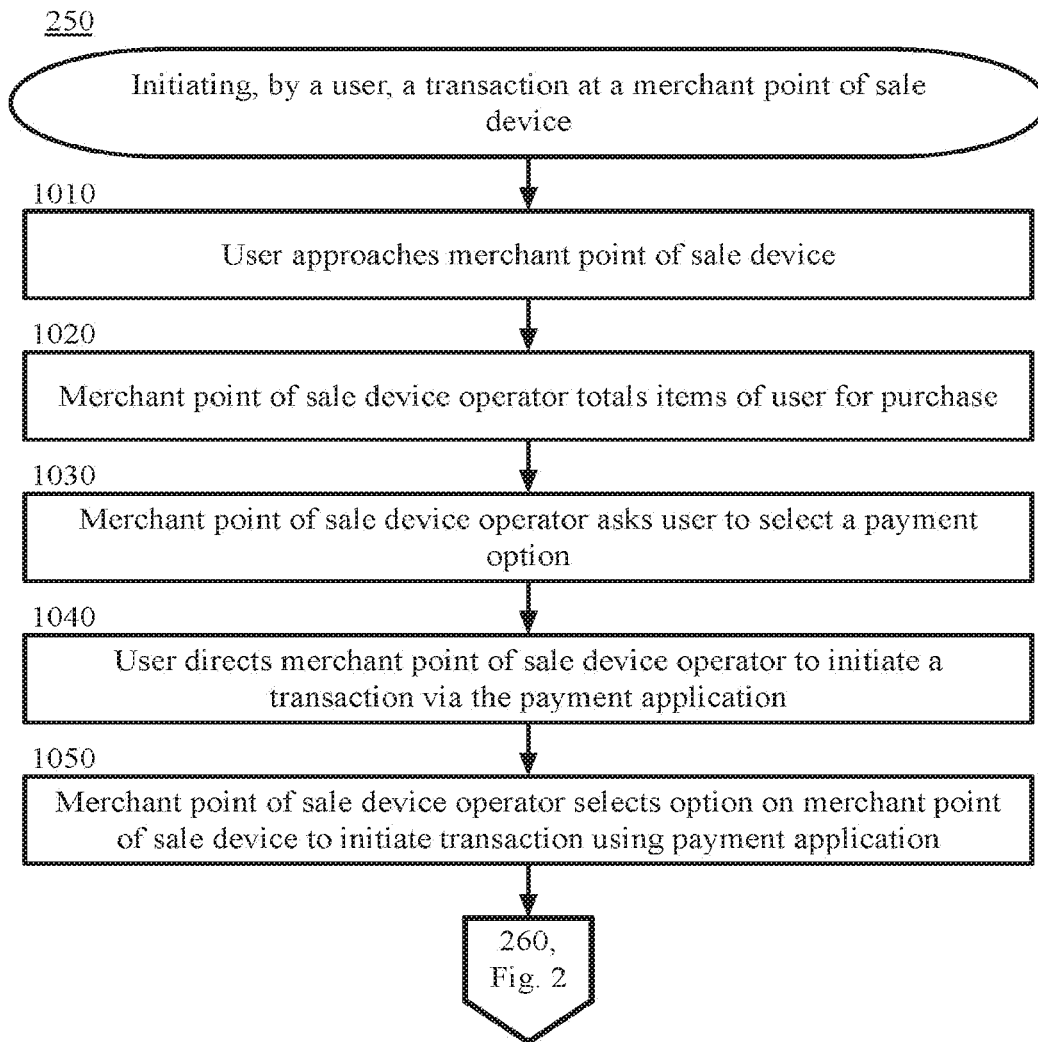 250
Initiating, by a user, a transaction at a merchant point of sale
device
1010
User approaches merchant point of sale device
1020
Merchant point of sale device operator totals items of user for purchase
1030
Merchant point of sale device operator asks user to select a payment
option
1040
User directs merchant point of sale device operator to initiate a
transaction via the payment application
1050
Merchant point of sale device operator selects option on merchant point
of sale device to initiate transaction using payment application
260,
Fig. 2